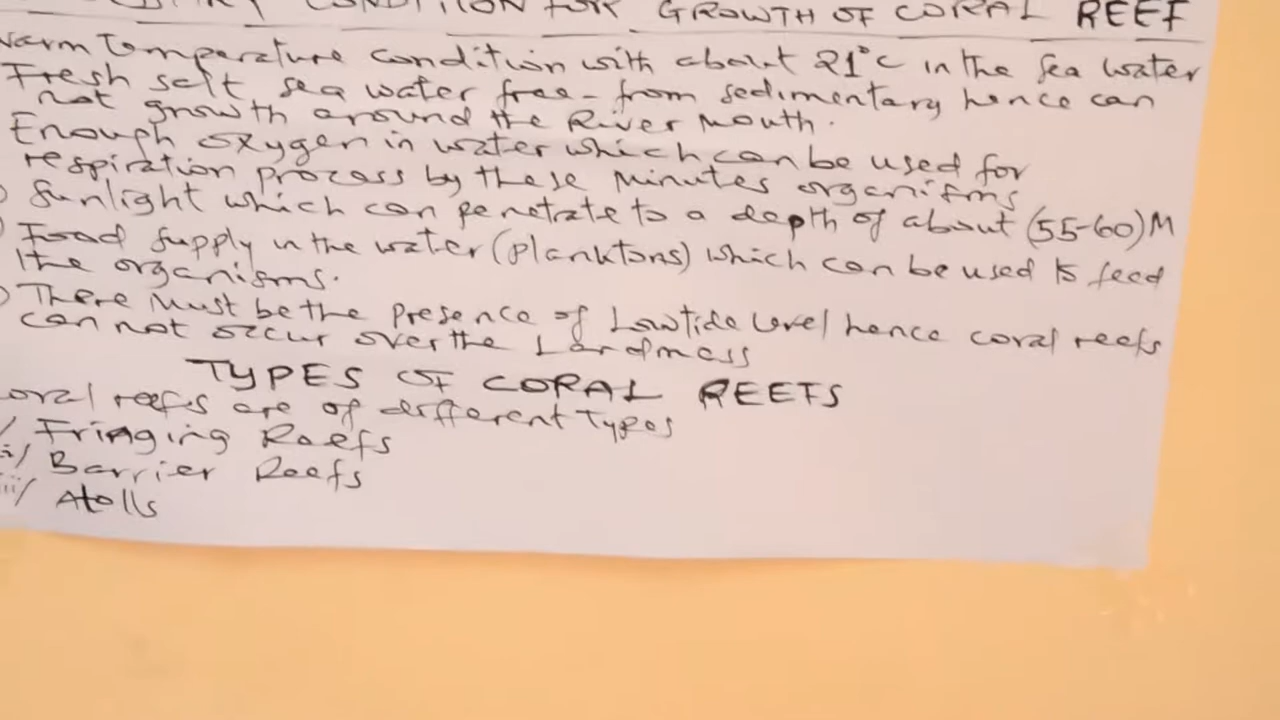 CONDITION FOR GROWTH OF CORAL REEF
Warm Temperature condition with about 21°C in the Sea water
Fresh salt sea water free-from sedimentary hence can
not growth around the River mouth.
Enough oxygen in water which can be used for
respiration process by these minutes organisms
Sunlight which can penetrate to a depth of about (55-60)M
Food supply in the water (planktons) which can be used to feed
the organisms.
There must be the presence of Low tide level hence coral reefs
can not occur over the Landmass
TYPES OF CORAL REEFS
oral reefs are of different Types
/ Fringing Reefs
ii/ Barrier Reefs
iii/ Atolls